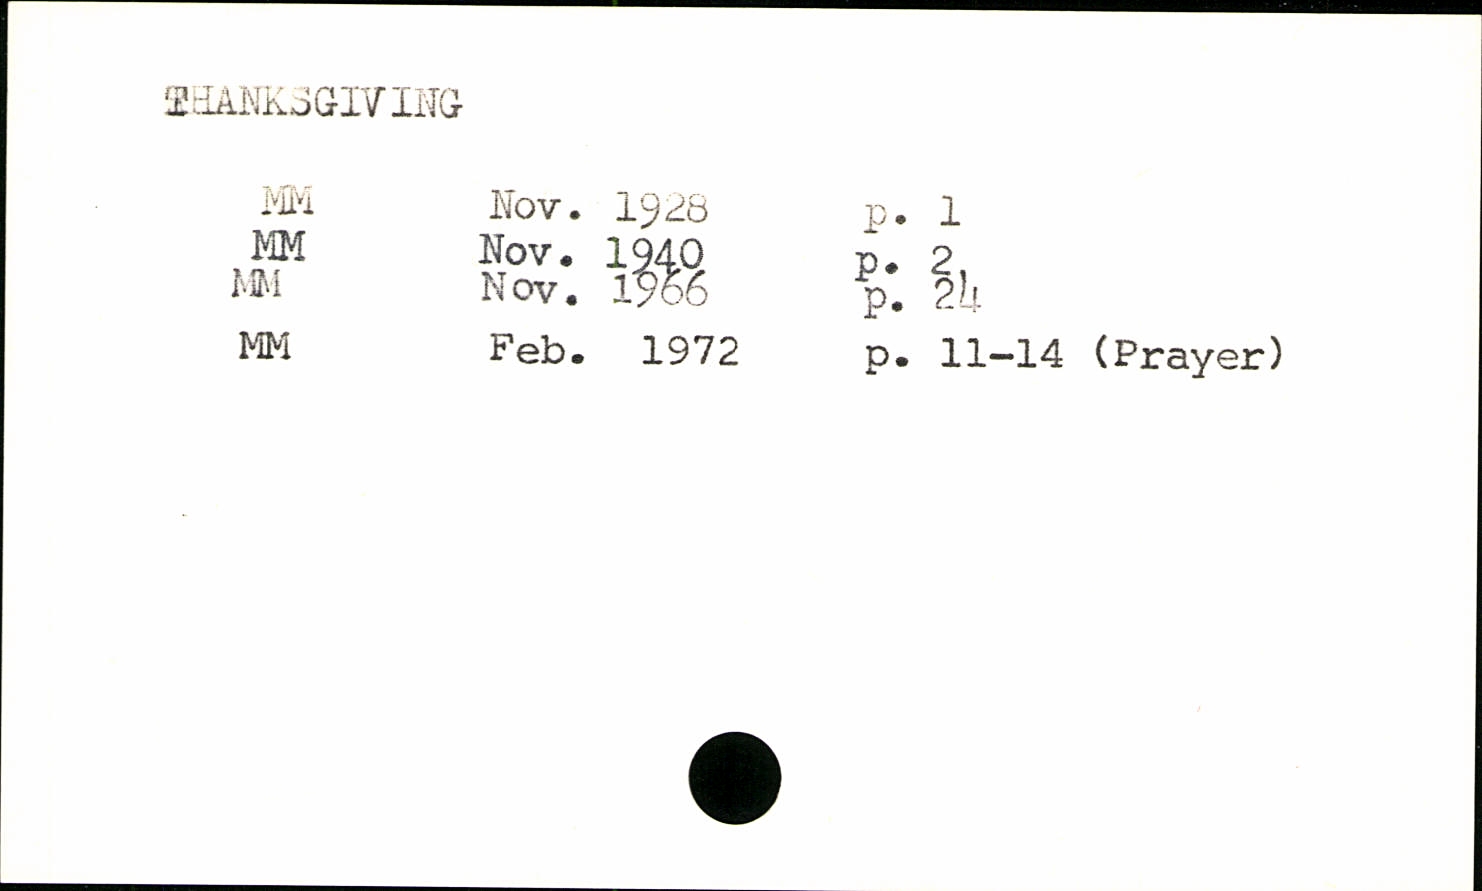 THANKSGIVING
MM Nov. 1928 p. 1
MM Nov. 1940 p. 2
MM Nov. 1966 p. 24
MM Feb. 1972 p. 11-14 (Prayer)